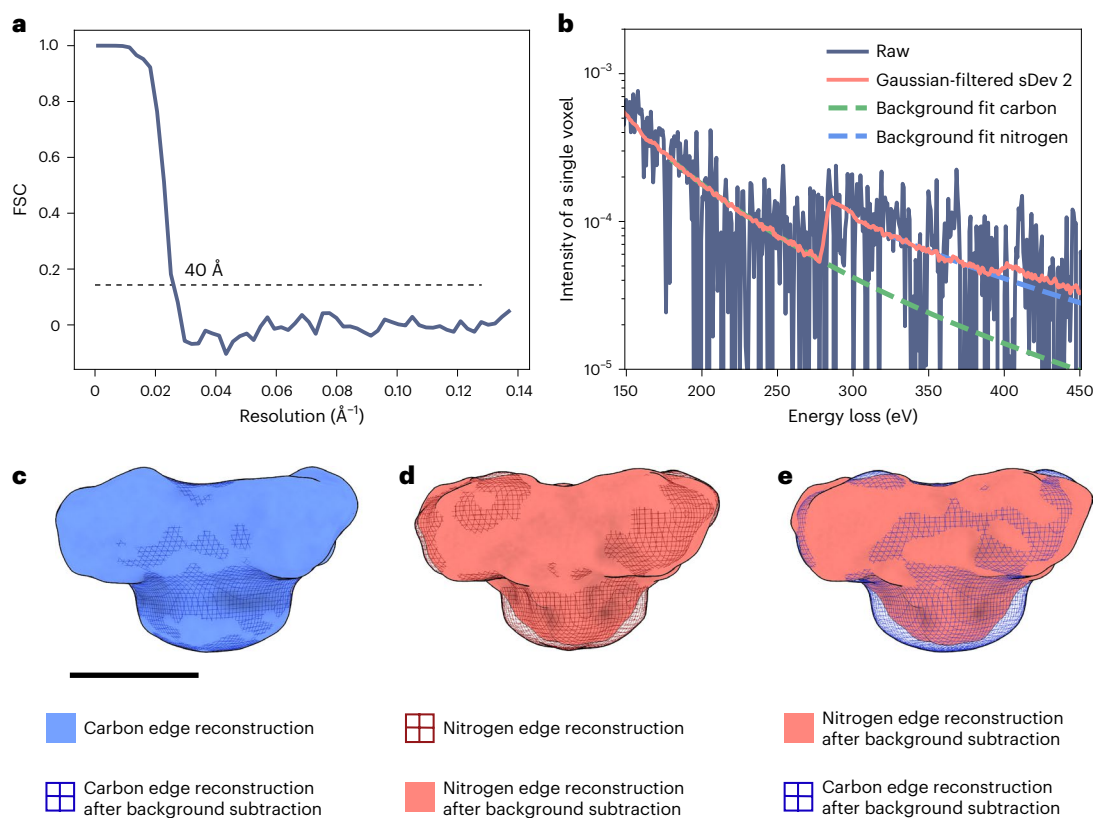 a
1.0
0.8
0.6
0.4
0.2
0
FSC
40 Å
0
0.02
0.04
0.06
0.08
0.10
0.12
0.14
Resolution (Å⁻¹)
b
Raw
Gaussian-filtered sDev 2
Background fit carbon
Background fit nitrogen
10⁻³
10⁻⁴
10⁻⁵
Intensity of a single voxel
150
200
250
300
350
400
450
Energy loss (eV)
c
d
e
Carbon edge reconstruction
Carbon edge reconstruction
after background subtraction
Nitrogen edge reconstruction
Nitrogen edge reconstruction
after background subtraction
Nitrogen edge reconstruction
after background subtraction
Carbon edge reconstruction
after background subtraction